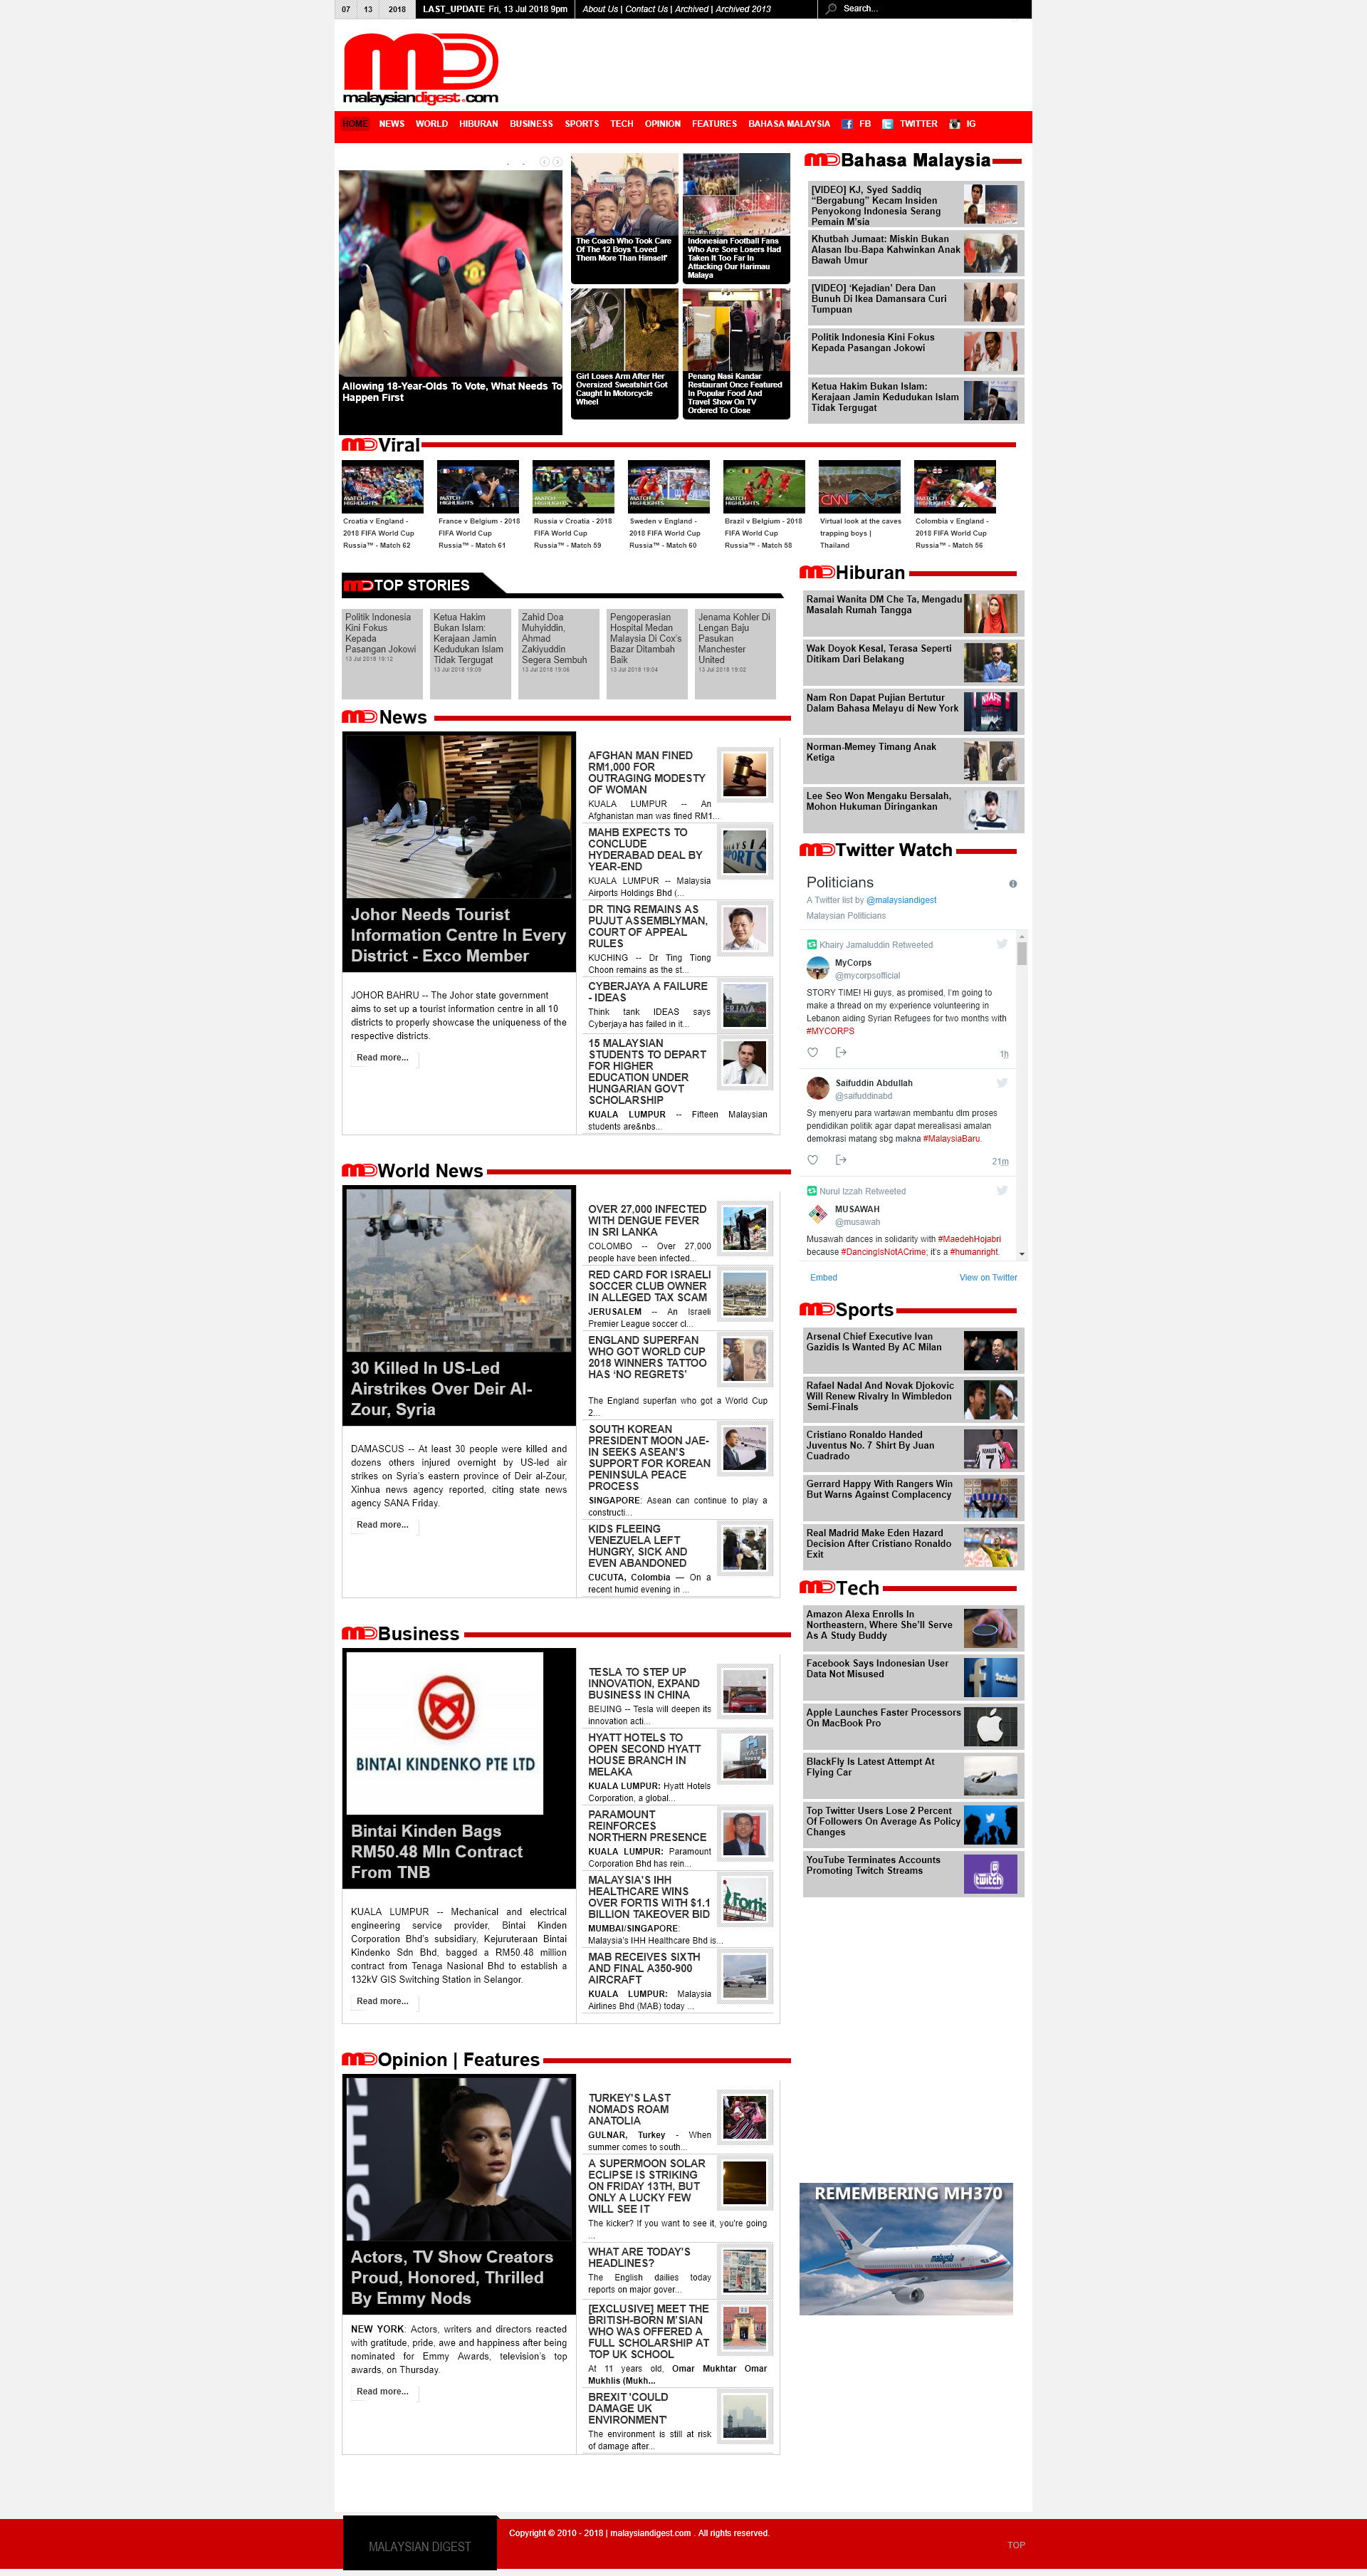 07 13 2018 LAST_UPDATE Fri, 13 Jul 2018 9pm About Us | Contact Us | Archived | Archived 2013 Search...
MD
malaysiandigest.com
HOME NEWS WORLD HIBURAN BUSINESS SPORTS TECH OPINION FEATURES BAHASA MALAYSIA FB TWITTER IG
Allowing 18-Year-Olds To Vote, What Needs To
Happen First
The Coach Who Took Care
Of The 12 Boys 'Loved
Them More Than Himself'
Indonesian Football Fans
Who Are Sore Losers Had
Taken It Too Far In
Attacking Our Harimau
Malaya
Girl Loses Arm After Her
Oversized Sweatshirt Got
Caught In Motorcycle
Wheel
Penang Nasi Kandar
Restaurant Once Featured
In Popular Food And
Travel Show On TV
Ordered To Close
MD Bahasa Malaysia
[VIDEO] KJ, Syed Saddiq
“Bergabung” Kecam Insiden
Penyokong Indonesia Serang
Pemain M’sia
Khutbah Jumaat: Miskin Bukan
Alasan Ibu-Bapa Kahwinkan Anak
Bawah Umur
[VIDEO] ‘Kejadian’ Dera Dan
Bunuh Di Ikea Damansara Curi
Tumpuan
Politik Indonesia Kini Fokus
Kepada Pasangan Jokowi
Ketua Hakim Bukan Islam:
Kerajaan Jamin Kedudukan Islam
Tidak Tergugat
MD Viral
MATCH HIGHLIGHTS
Croatia v England -
2018 FIFA World Cup
Russia™ - Match 62
MATCH HIGHLIGHTS
France v Belgium - 2018
FIFA World Cup
Russia™ - Match 61
MATCH HIGHLIGHTS
Russia v Croatia - 2018
FIFA World Cup
Russia™ - Match 59
MATCH HIGHLIGHTS
Sweden v England -
2018 FIFA World Cup
Russia™ - Match 60
MATCH HIGHLIGHTS
Brazil v Belgium - 2018
FIFA World Cup
Russia™ - Match 58
CNN
Virtual look at the caves
trapping boys |
Thailand
MATCH HIGHLIGHTS
Colombia v England -
2018 FIFA World Cup
Russia™ - Match 56
MD TOP STORIES
Politik Indonesia
Kini Fokus
Kepada
Pasangan Jokowi
13 Jul 2018 19:12
Ketua Hakim
Bukan Islam:
Kerajaan Jamin
Kedudukan Islam
Tidak Tergugat
13 Jul 2018 19:09
Zahid Doa
Muhyiddin,
Ahmad
Zakiyuddin
Segera Sembuh
13 Jul 2018 19:06
Pengoperasian
Hospital Medan
Malaysia Di Cox’s
Bazar Ditambah
Baik
13 Jul 2018 19:04
Jenama Kohler Di
Lengan Baju
Pasukan
Manchester
United
13 Jul 2018 19:02
MD Hiburan
Ramai Wanita DM Che Ta, Mengadu
Masalah Rumah Tangga
Wak Doyok Kesal, Terasa Seperti
Ditikam Dari Belakang
Nam Ron Dapat Pujian Bertutur
Dalam Bahasa Melayu di New York
Norman-Memey Timang Anak
Ketiga
Lee Seo Won Mengaku Bersalah,
Mohon Hukuman Diringankan
MD News
Johor Needs Tourist
Information Centre In Every
District - Exco Member
JOHOR BAHRU -- The Johor state government
aims to set up a tourist information centre in all 10
districts to properly showcase the uniqueness of the
respective districts.
Read more...
AFGHAN MAN FINED
RM1,000 FOR
OUTRAGING MODESTY
OF WOMAN
KUALA LUMPUR -- An
Afghanistan man was fined RM1...
MAHB EXPECTS TO
CONCLUDE
HYDERABAD DEAL BY
YEAR-END
KUALA LUMPUR -- Malaysia
Airports Holdings Bhd (...
DR TING REMAINS AS
PUJUT ASSEMBLYMAN,
COURT OF APPEAL
RULES
KUCHING -- Dr Ting Tiong
Choon remains as the st...
CYBERJAYA A FAILURE
- IDEAS
Think tank IDEAS says
Cyberjaya has failed in it...
15 MALAYSIAN
STUDENTS TO DEPART
FOR HIGHER
EDUCATION UNDER
HUNGARIAN GOVT
SCHOLARSHIP
KUALA LUMPUR -- Fifteen Malaysian
students are&nbs...
MD Twitter Watch
Politicians
A Twitter list by @malaysiandigest
Malaysian Politicians
Khairy Jamaluddin Retweeted
MyCorps
@mycorpsofficial
STORY TIME! Hi guys, as promised, I'm going to
make a thread on my experience volunteering in
Lebanon aiding Syrian Refugees for two months with
#MYCORPS
1h
Saifuddin Abdullah
@saifuddinabd
Sy menyeru para wartawan membantu dlm proses
pendidikan politik agar dapat merealisasi amalan
demokrasi matang sbg makna #MalaysiaBaru.
21m
Nurul Izzah Retweeted
MUSAWAH
@musawah
Musawah dances in solidarity with #MaedehHojabri
because #DancingIsNotACrime; it's a #humanright.
Embed View on Twitter
MD World News
30 Killed In US-Led
Airstrikes Over Deir Al-
Zour, Syria
DAMASCUS -- At least 30 people were killed and
dozens others injured overnight by US-led air
strikes on Syria's eastern province of Deir al-Zour,
Xinhua news agency reported, citing state news
agency SANA Friday.
Read more...
OVER 27,000 INFECTED
WITH DENGUE FEVER
IN SRI LANKA
COLOMBO -- Over 27,000
people have been infected...
RED CARD FOR ISRAELI
SOCCER CLUB OWNER
IN ALLEGED TAX SCAM
JERUSALEM -- An Israeli
Premier League soccer cl...
ENGLAND SUPERFAN
WHO GOT WORLD CUP
2018 WINNERS TATTOO
HAS ‘NO REGRETS’
The England superfan who got a World Cup
2...
SOUTH KOREAN
PRESIDENT MOON JAE-
IN SEEKS ASEAN'S
SUPPORT FOR KOREAN
PENINSULA PEACE
PROCESS
SINGAPORE: Asean can continue to play a
constructi...
KIDS FLEEING
VENEZUELA LEFT
HUNGRY, SICK AND
EVEN ABANDONED
CUCUTA, Colombia — On a
recent humid evening in ...
MD Sports
Arsenal Chief Executive Ivan
Gazidis Is Wanted By AC Milan
Rafael Nadal And Novak Djokovic
Will Renew Rivalry In Wimbledon
Semi-Finals
Cristiano Ronaldo Handed
Juventus No. 7 Shirt By Juan
Cuadrado
Gerrard Happy With Rangers Win
But Warns Against Complacency
Real Madrid Make Eden Hazard
Decision After Cristiano Ronaldo
Exit
MD Tech
Amazon Alexa Enrolls In
Northeastern, Where She'll Serve
As A Study Buddy
Facebook Says Indonesian User
Data Not Misused
Apple Launches Faster Processors
On MacBook Pro
BlackFly Is Latest Attempt At
Flying Car
Top Twitter Users Lose 2 Percent
Of Followers On Average As Policy
Changes
YouTube Terminates Accounts
Promoting Twitch Streams
twitch
MD Business
BINTAI KINDENKO PTE LTD
Bintai Kinden Bags
RM50.48 Mln Contract
From TNB
KUALA LUMPUR -- Mechanical and electrical
engineering service provider, Bintai Kinden
Corporation Bhd's subsidiary, Kejuruteraan Bintai
Kindenko Sdn Bhd, bagged a RM50.48 million
contract from Tenaga Nasional Bhd to establish a
132kV GIS Switching Station in Selangor.
Read more...
TESLA TO STEP UP
INNOVATION, EXPAND
BUSINESS IN CHINA
BEIJING -- Tesla will deepen its
innovation acti...
HYATT HOTELS TO
OPEN SECOND HYATT
HOUSE BRANCH IN
MELAKA
KUALA LUMPUR: Hyatt Hotels
Corporation, a global...
PARAMOUNT
REINFORCES
NORTHERN PRESENCE
KUALA LUMPUR: Paramount
Corporation Bhd has rein...
MALAYSIA'S IHH
HEALTHCARE WINS
OVER FORTIS WITH $1.1
BILLION TAKEOVER BID
MUMBAI/SINGAPORE:
Malaysia's IHH Healthcare Bhd is...
MAB RECEIVES SIXTH
AND FINAL A350-900
AIRCRAFT
KUALA LUMPUR: Malaysia
Airlines Bhd (MAB) today ...
MD Opinion | Features
Actors, TV Show Creators
Proud, Honored, Thrilled
By Emmy Nods
NEW YORK: Actors, writers and directors reacted
with gratitude, pride, awe and happiness after being
nominated for Emmy Awards, television's top
awards, on Thursday.
Read more...
TURKEY'S LAST
NOMADS ROAM
ANATOLIA
GULNAR, Turkey - When
summer comes to south...
A SUPERMOON SOLAR
ECLIPSE IS STRIKING
ON FRIDAY 13TH, BUT
ONLY A LUCKY FEW
WILL SEE IT
The kicker? If you want to see it, you're going
...
WHAT ARE TODAY'S
HEADLINES?
The English dailies today
reports on major gover...
[EXCLUSIVE] MEET THE
BRITISH-BORN M'SIAN
WHO WAS OFFERED A
FULL SCHOLARSHIP AT
TOP UK SCHOOL
At 11 years old, Omar Mukhtar Omar
Mukhlis (Mukh...
BREXIT 'COULD
DAMAGE UK
ENVIRONMENT'
The environment is still at risk
of damage after...
REMEMBERING MH370
malaysia
MALAYSIAN DIGEST
Copyright © 2010 - 2018 | malaysiandigest.com . All rights reserved.
TOP